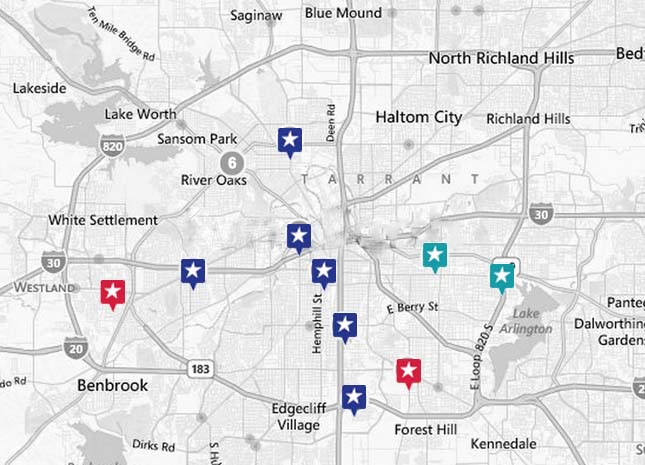 Saginaw
Blue Mound
Ten Mile Bridge Rd
North Richland Hills
Lakeside
Lake Worth
Deen Rd
Haltom City
Richland Hills
Sansom Park
820
6
River Oaks
TARRANT
White Settlement
30
30
WESTLAND
Hemphill St
E Berry St
Lake
Arlington
Dalworthing
Gardens
20
183
E Loop 820 S
Benbrook
Edgecliff
Village
Forest Hill
Dirks Rd
Kennedale